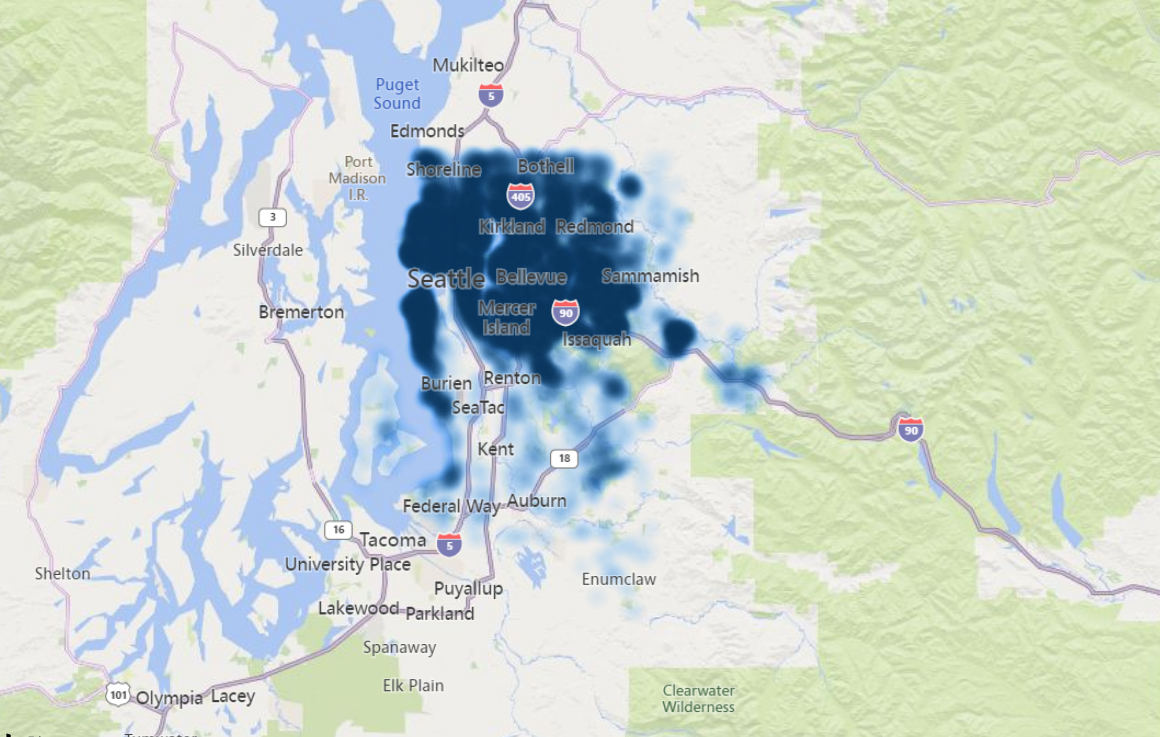 Mukilteo
Puget
Sound
5
Edmonds
Port
Madison
I.R.
Shoreline
Bothell
405
3
Kirkland
Redmond
Silverdale
Seattle
Bellevue
Sammamish
Bremerton
Mercer
Island
90
Issaquah
Burien
Renton
SeaTac
90
Kent
18
Federal Way
Auburn
16
Tacoma
5
University Place
Shelton
Enumclaw
Puyallup
Lakewood
Parkland
Spanaway
Elk Plain
Clearwater
Wilderness
101
Olympia
Lacey